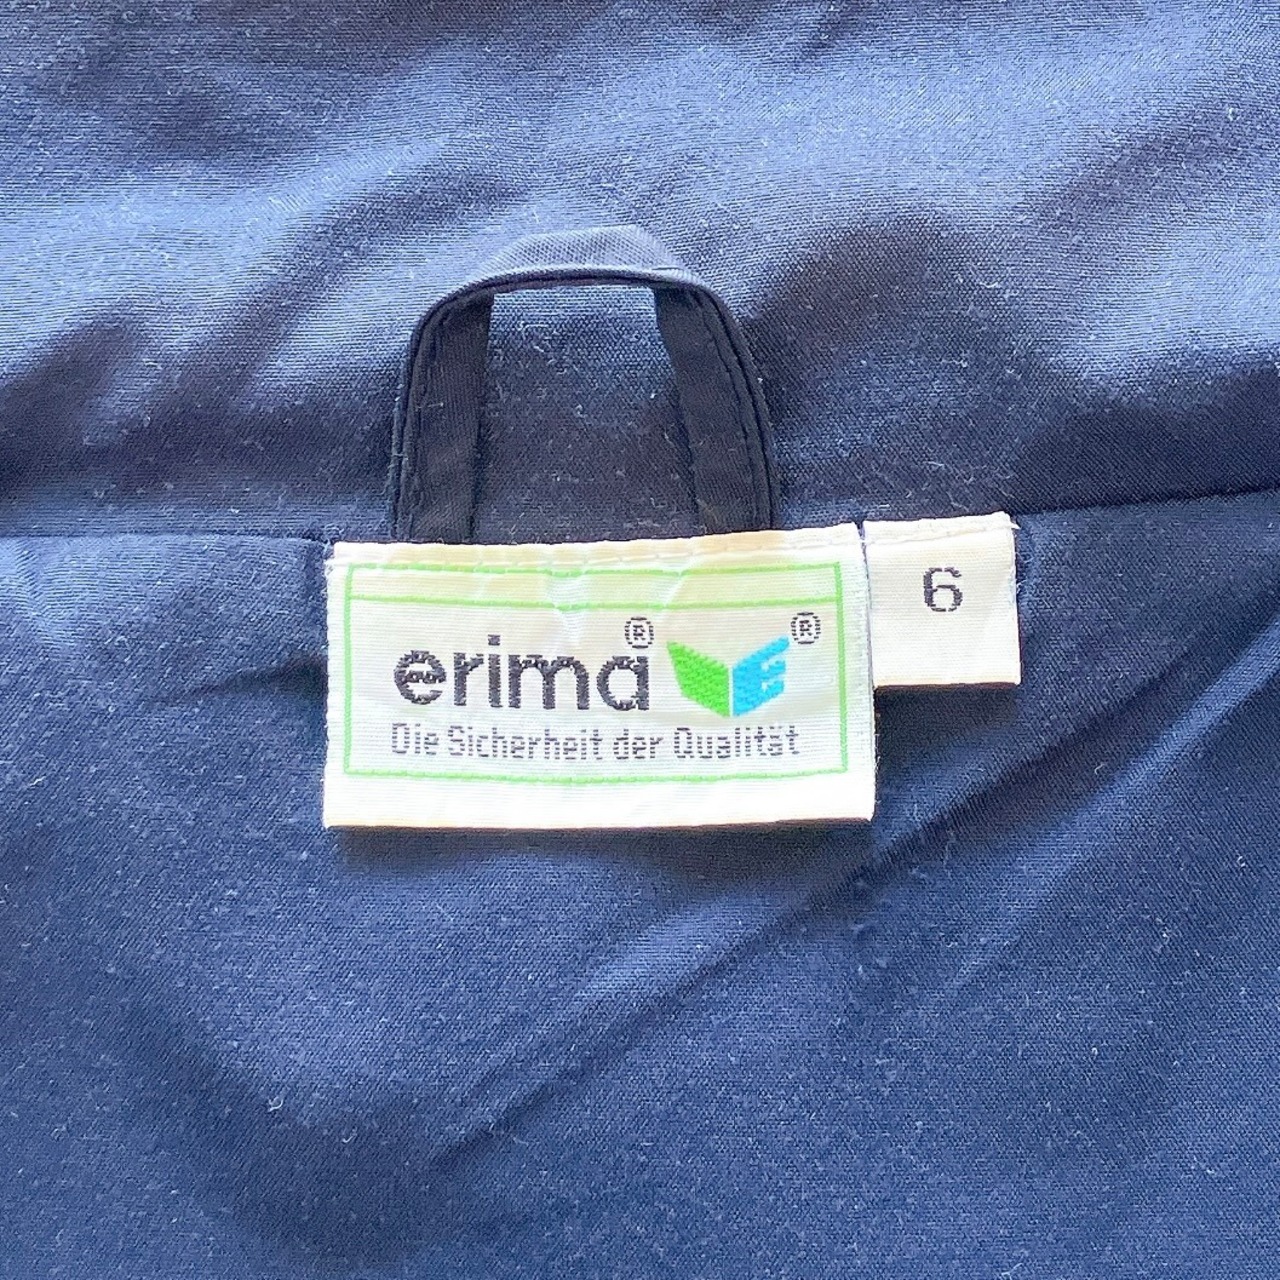 erima® E®
Die Sicherheit der Qualität
6